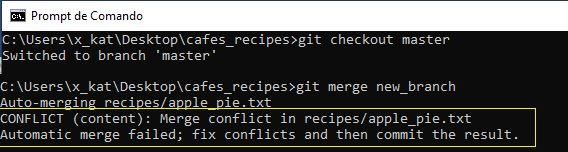 Prompt de Comando
C:\Users\x_kat\Desktop\cafes_recipes>git checkout master
Switched to branch 'master'
C:\Users\x_kat\Desktop\cafes_recipes>git merge new_branch
Auto-merging recipes/apple_pie.txt
CONFLICT (content): Merge conflict in recipes/apple_pie.txt
Automatic merge failed; fix conflicts and then commit the result.